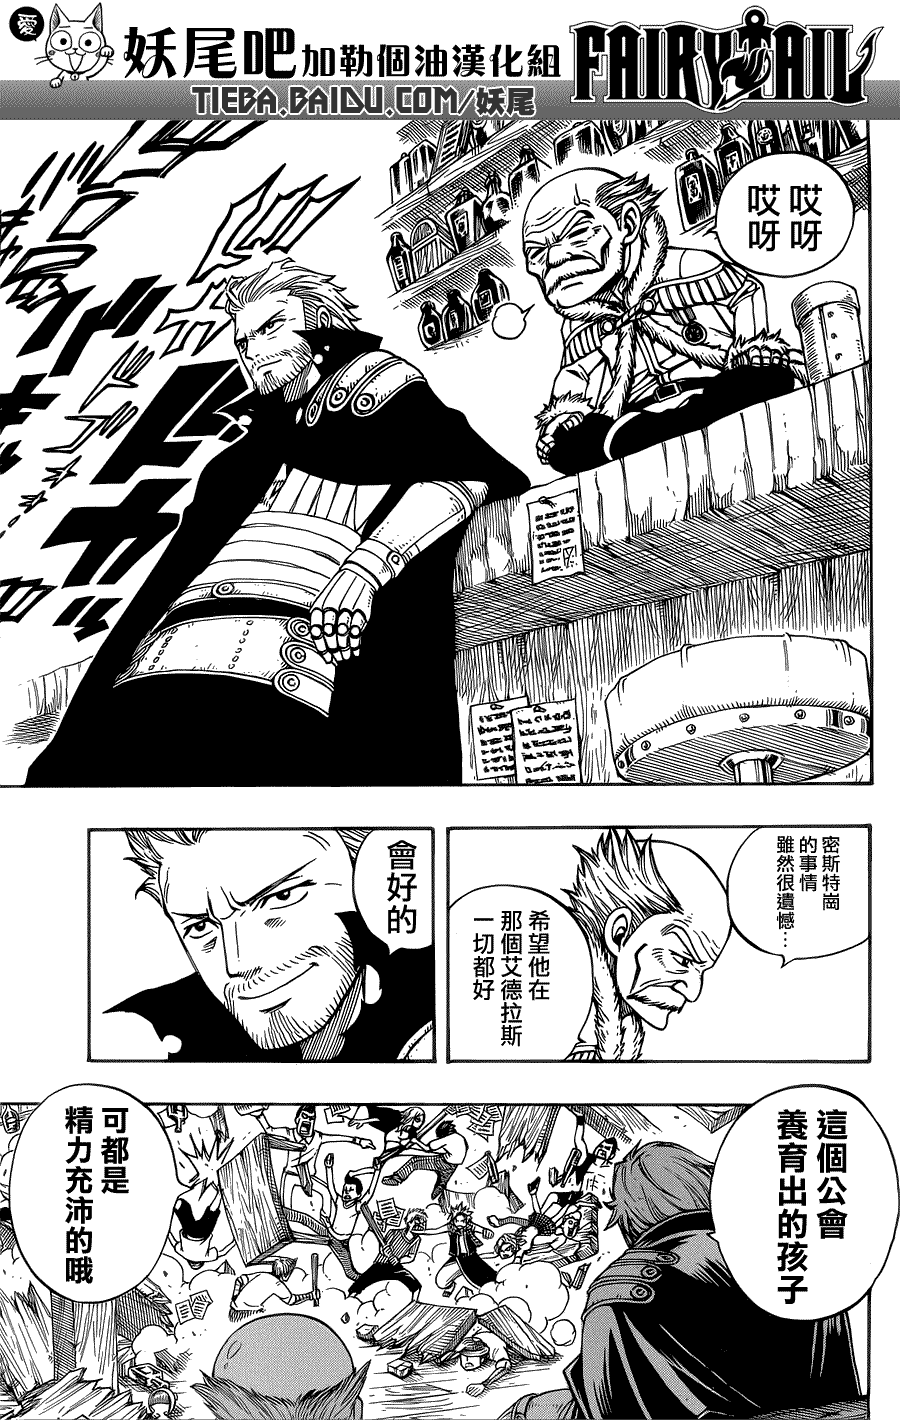 愛
妖尾吧 加勒個油漢化組
TIEBA.BAIDU.COM/妖尾
FAIRY TAIL
哎呀
哎呀
密斯特崗
的事情
雖然很遺憾…
希望他在
那個艾德拉斯
一切都好
會好的
這個公會
養育出的孩子
可都是
精力充沛的哦